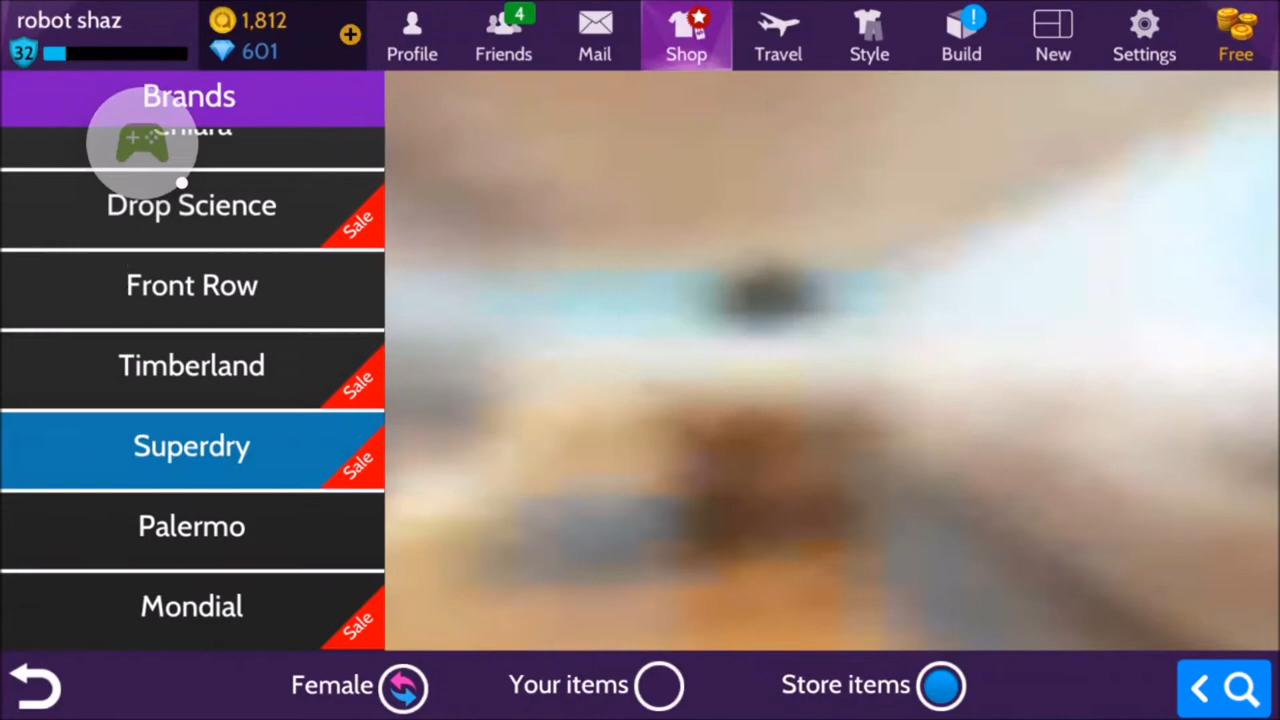 robot shaz
32
1,812
601
Profile
4
Friends
Mail
Shop
Travel
Style
!
Build
New
Settings
Free
Brands
Chiara
Drop Science
Sale
Front Row
Timberland
Sale
Superdry
Sale
Palermo
Mondial
Sale
Female
Your items
Store items